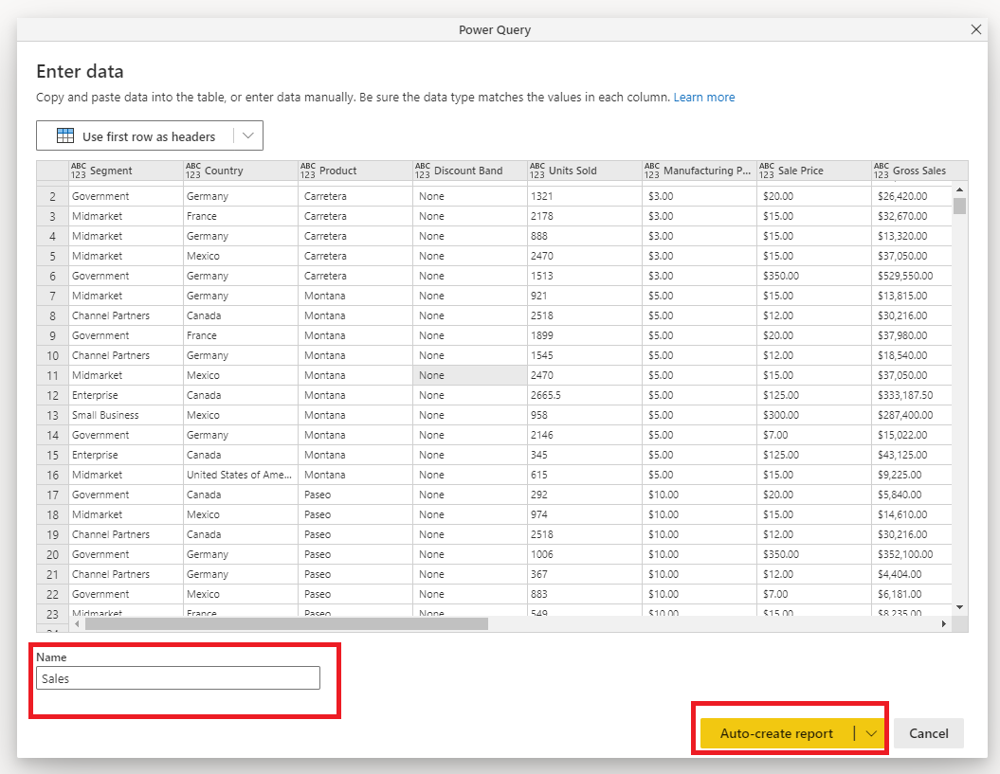 Power Query
Enter data
Copy and paste data into the table, or enter data manually. Be sure the data type matches the values in each column. Learn more
Use first row as headers
ABC 123 Segment ABC 123 Country ABC 123 Product ABC 123 Discount Band ABC 123 Units Sold ABC 123 Manufacturing P... ABC 123 Sale Price ABC 123 Gross Sales
2 Government Germany Carretera None 1321 $3.00 $20.00 $26,420.00
3 Midmarket France Carretera None 2178 $3.00 $15.00 $32,670.00
4 Midmarket Germany Carretera None 888 $3.00 $15.00 $13,320.00
5 Midmarket Mexico Carretera None 2470 $3.00 $15.00 $37,050.00
6 Government Germany Carretera None 1513 $3.00 $350.00 $529,550.00
7 Midmarket Germany Montana None 921 $5.00 $15.00 $13,815.00
8 Channel Partners Canada Montana None 2518 $5.00 $12.00 $30,216.00
9 Government France Montana None 1899 $5.00 $20.00 $37,980.00
10 Channel Partners Germany Montana None 1545 $5.00 $12.00 $18,540.00
11 Midmarket Mexico Montana None 2470 $5.00 $15.00 $37,050.00
12 Enterprise Canada Montana None 2665.5 $5.00 $125.00 $333,187.50
13 Small Business Mexico Montana None 958 $5.00 $300.00 $287,400.00
14 Government Germany Montana None 2146 $5.00 $7.00 $15,022.00
15 Enterprise Canada Montana None 345 $5.00 $125.00 $43,125.00
16 Midmarket United States of Ame... Montana None 615 $5.00 $15.00 $9,225.00
17 Government Canada Paseo None 292 $10.00 $20.00 $5,840.00
18 Midmarket Mexico Paseo None 974 $10.00 $15.00 $14,610.00
19 Channel Partners Canada Paseo None 2518 $10.00 $12.00 $30,216.00
20 Government Germany Paseo None 1006 $10.00 $350.00 $352,100.00
21 Channel Partners Germany Paseo None 367 $10.00 $12.00 $4,404.00
22 Government Mexico Paseo None 883 $10.00 $7.00 $6,181.00
23 Midmarket France Paseo None 549 $10.00 $15.00 $8,235.00
Name
Sales
Auto-create report
Cancel